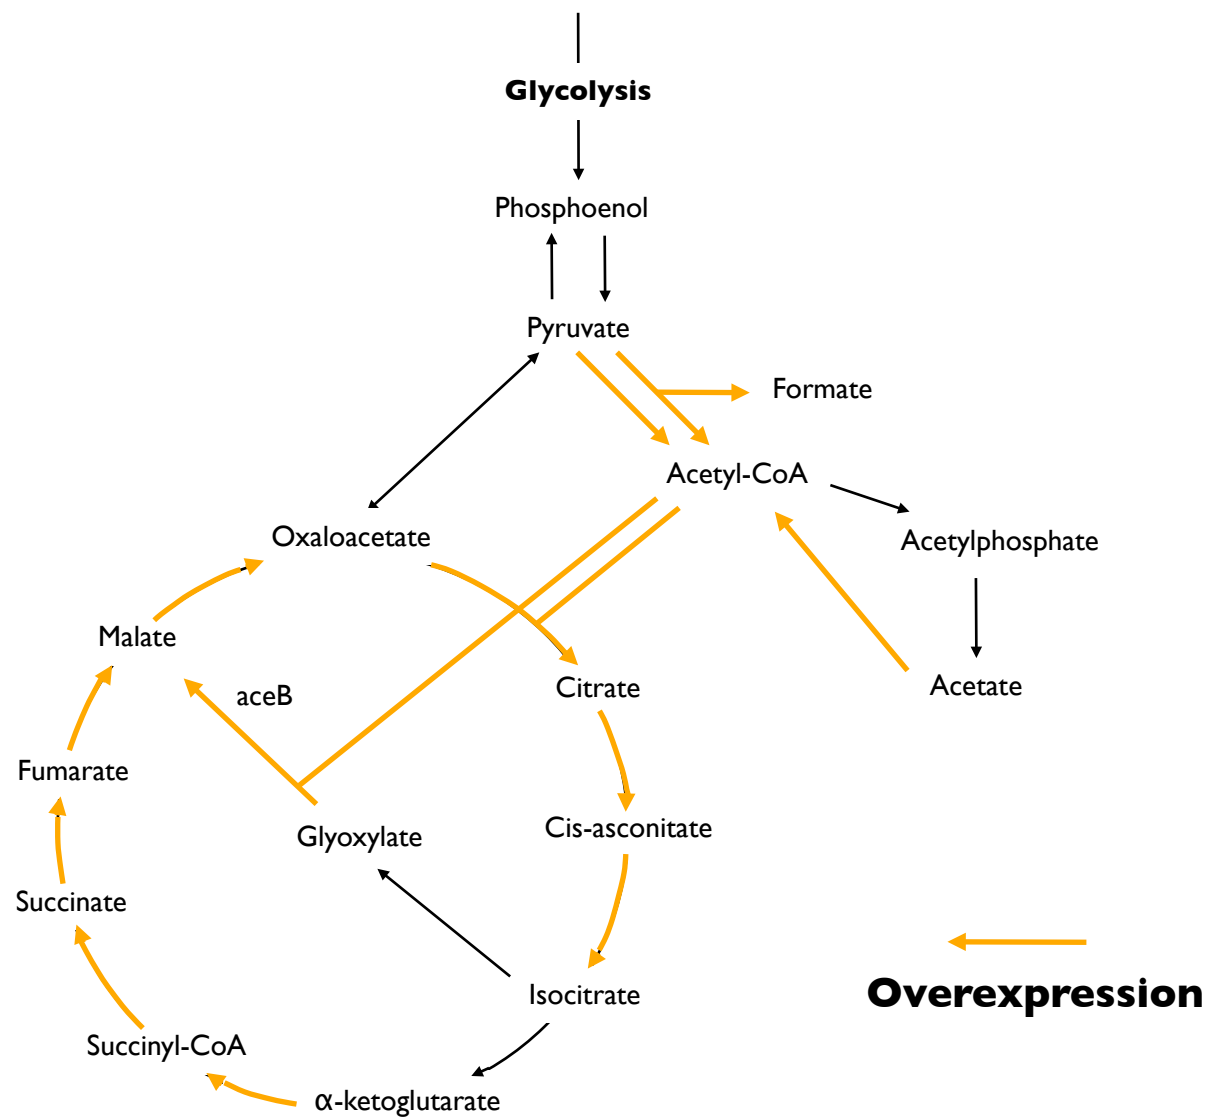 Glycolysis
Phosphoenol
Pyruvate
Formate
Acetyl-CoA
Oxaloacetate
Acetylphosphate
Malate
aceB
Citrate
Acetate
Fumarate
Glyoxylate
Cis-asconitate
Succinate
Isocitrate
Overexpression
Succinyl-CoA
α-ketoglutarate